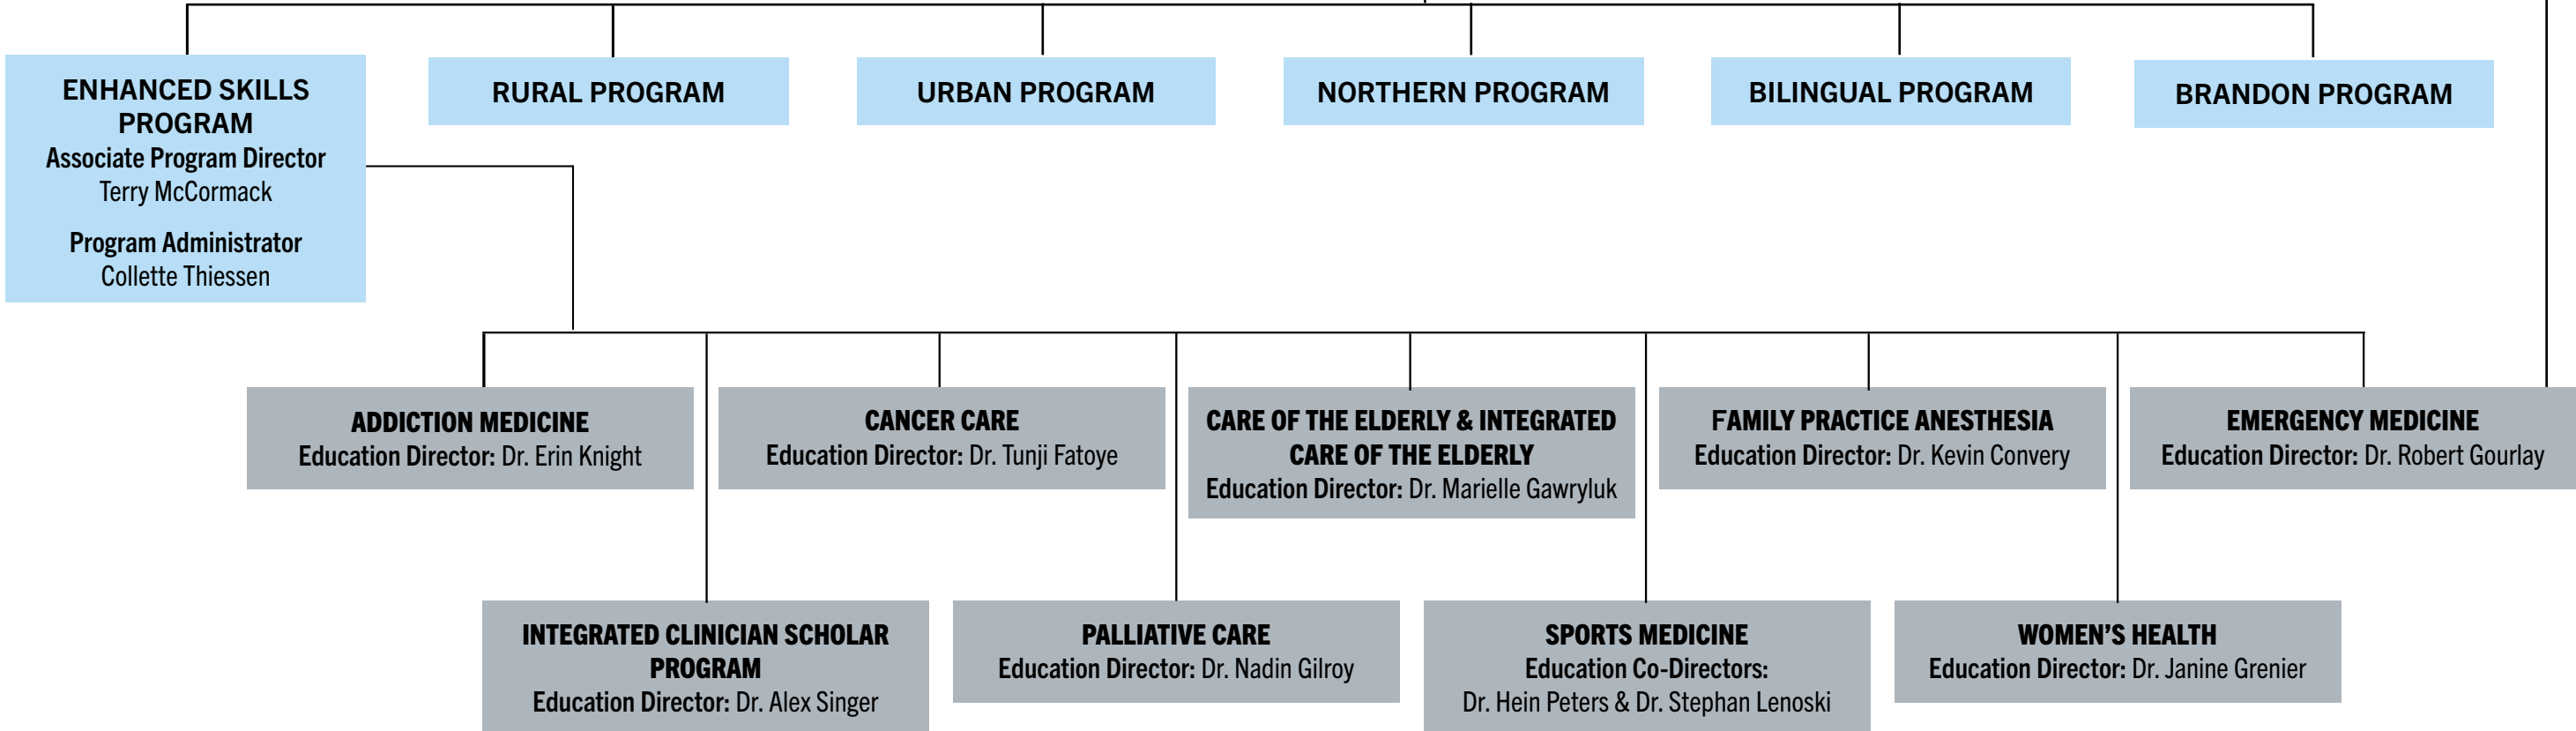 ENHANCED SKILLS
PROGRAM
Associate Program Director
Terry McCormack
Program Administrator
Collette Thiessen
RURAL PROGRAM
URBAN PROGRAM
NORTHERN PROGRAM
BILINGUAL PROGRAM
BRANDON PROGRAM
ADDICTION MEDICINE
Education Director: Dr. Erin Knight
CANCER CARE
Education Director: Dr. Tunji Fatoye
CARE OF THE ELDERLY & INTEGRATED
CARE OF THE ELDERLY
Education Director: Dr. Marielle Gawryluk
FAMILY PRACTICE ANESTHESIA
Education Director: Dr. Kevin Convery
EMERGENCY MEDICINE
Education Director: Dr. Robert Gourlay
INTEGRATED CLINICIAN SCHOLAR
PROGRAM
Education Director: Dr. Alex Singer
PALLIATIVE CARE
Education Director: Dr. Nadin Gilroy
SPORTS MEDICINE
Education Co-Directors:
Dr. Hein Peters & Dr. Stephan Lenoski
WOMEN’S HEALTH
Education Director: Dr. Janine Grenier